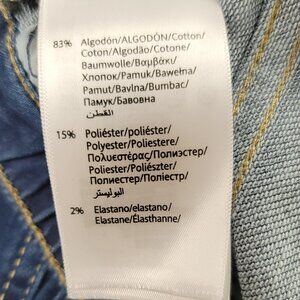 83% Algodón/ALGODÓN/Cotton/
Coton/Algodão/Cotone/
Baumwolle/Βαμβάκι/
Хлопок/Pamuk/Bawełna/
Pamut/Bavlna/Bumbac/
Памук/Бавовна
القطن
15% Poliéster/poliéster/
Polyester/Poliestere/
Πολυεστέρας/Полиэстер/
Poliester/Poliészter/
Полиестер/Поліестр/
البوليستر
2% Elastano/elastano/
Elastane/Élasthanne/